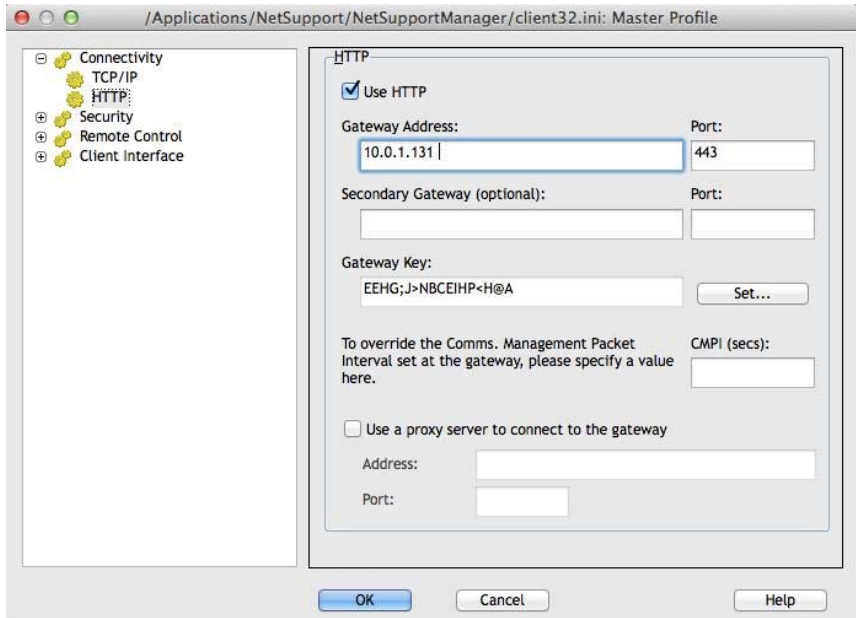 /Applications/NetSupport/NetSupportManager/client32.ini: Master Profile
Connectivity
TCP/IP
HTTP
Security
Remote Control
Client Interface
HTTP
Use HTTP
Gateway Address:
Port:
10.0.1.131
443
Secondary Gateway (optional):
Port:
Gateway Key:
EEHG;J>NBCEIHP<H@A
Set...
To override the Comms. Management Packet
Interval set at the gateway, please specify a value
here.
CMPI (secs):
Use a proxy server to connect to the gateway
Address:
Port:
OK
Cancel
Help